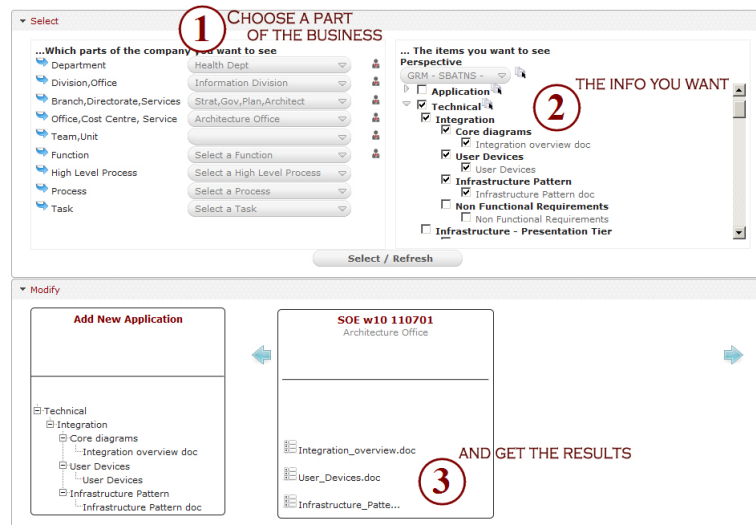 Select
1 CHOOSE A PART
OF THE BUSINESS
...Which parts of the company you want to see
Department Health Dept
Division,Office Information Division
Branch,Directorate,Services Strat,Gov,Plan,Architect
Office,Cost Centre, Service Architecture Office
Team,Unit
Function Select a Function
High Level Process Select a High Level Process
Process Select a Process
Task Select a Task
... The items you want to see
Perspective
GRM - SBATNS -
2 THE INFO YOU WANT
Application
Technical
Integration
Core diagrams
Integration overview doc
User Devices
User Devices
Infrastructure Pattern
Infrastructure Pattern doc
Non Functional Requirements
Non Functional Requirements
Infrastructure - Presentation Tier
Select / Refresh
Modify
Add New Application
Technical
Integration
Core diagrams
Integration overview doc
User Devices
User Devices
Infrastructure Pattern
Infrastructure Pattern doc
SOE w10 110701
Architecture Office
Integration_overview.doc
User_Devices.doc
Infrastructure_Patte...
3 AND GET THE RESULTS